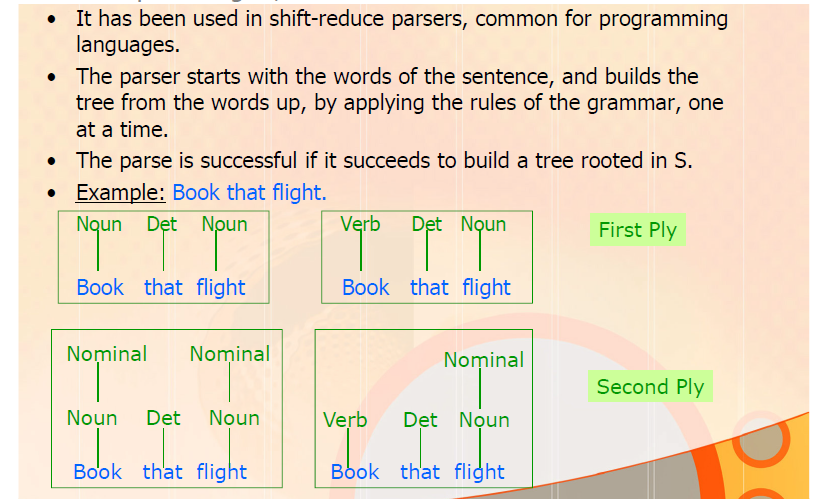 • It has been used in shift-reduce parsers, common for programming
languages.
• The parser starts with the words of the sentence, and builds the
tree from the words up, by applying the rules of the grammar, one
at a time.
• The parse is successful if it succeeds to build a tree rooted in S.
• Example: Book that flight.
Noun Det Noun
Book that flight
Verb Det Noun
Book that flight
First Ply
Nominal Nominal
Noun Det Noun
Book that flight
Nominal
Verb Det Noun
Book that flight
Second Ply